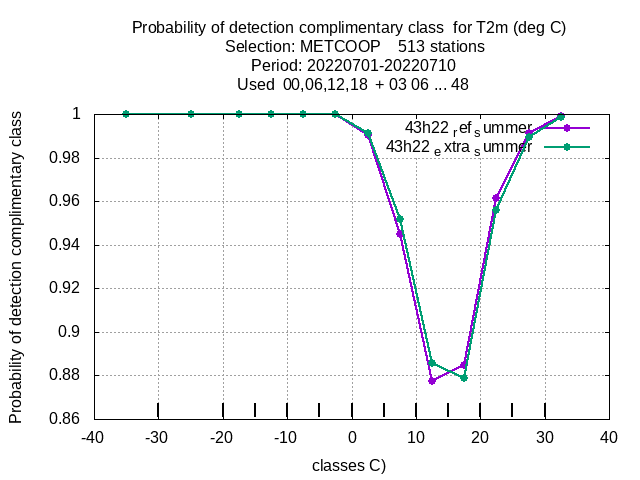 Probability of detection complimentary class  for T2m (deg C)
Selection: METCOOP    513 stations
Period: 20220701-20220710
Used  00,06,12,18  + 03 06 ... 48
Probability of detection complimentary class
1
0.98
0.96
0.94
0.92
0.9
0.88
0.86
43h22 ref summer
43h22 extra summer
-40 -30 -20 -10 0 10 20 30 40
classes C)